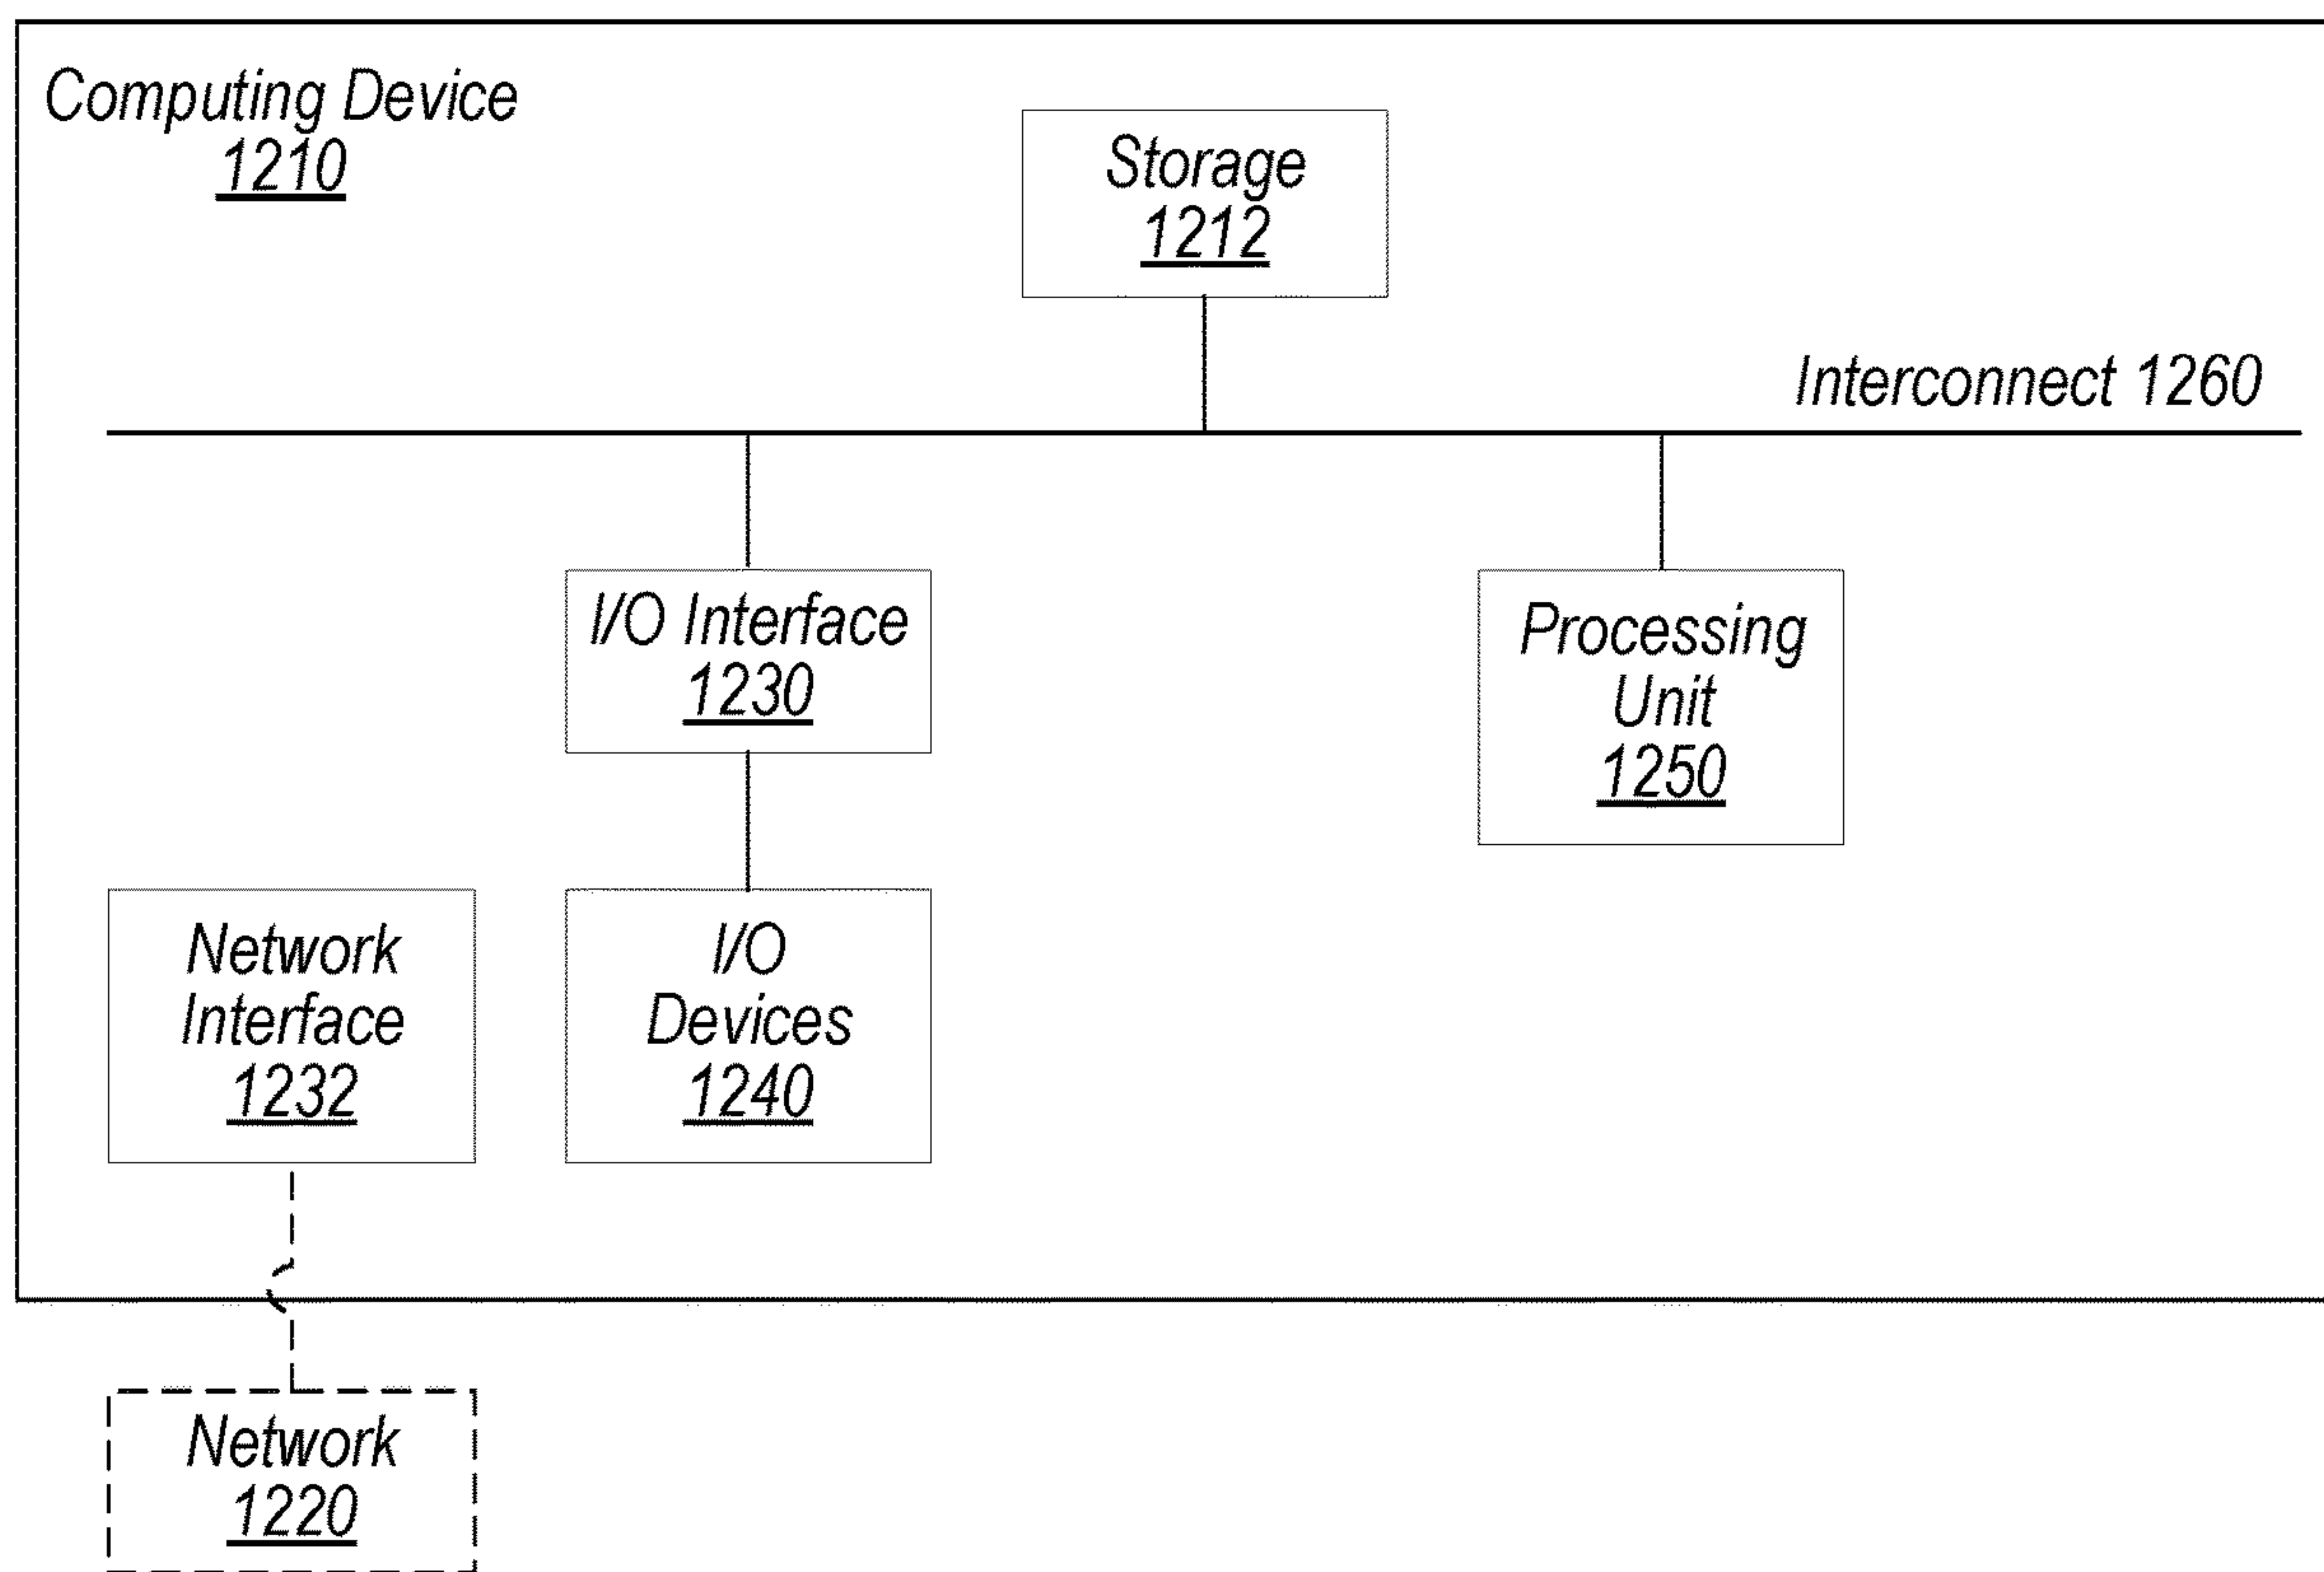 Computing Device
1210
Storage
1212
Interconnect 1260
I/O Interface
1230
Processing
Unit
1250
Network
Interface
1232
I/O
Devices
1240
Network
1220